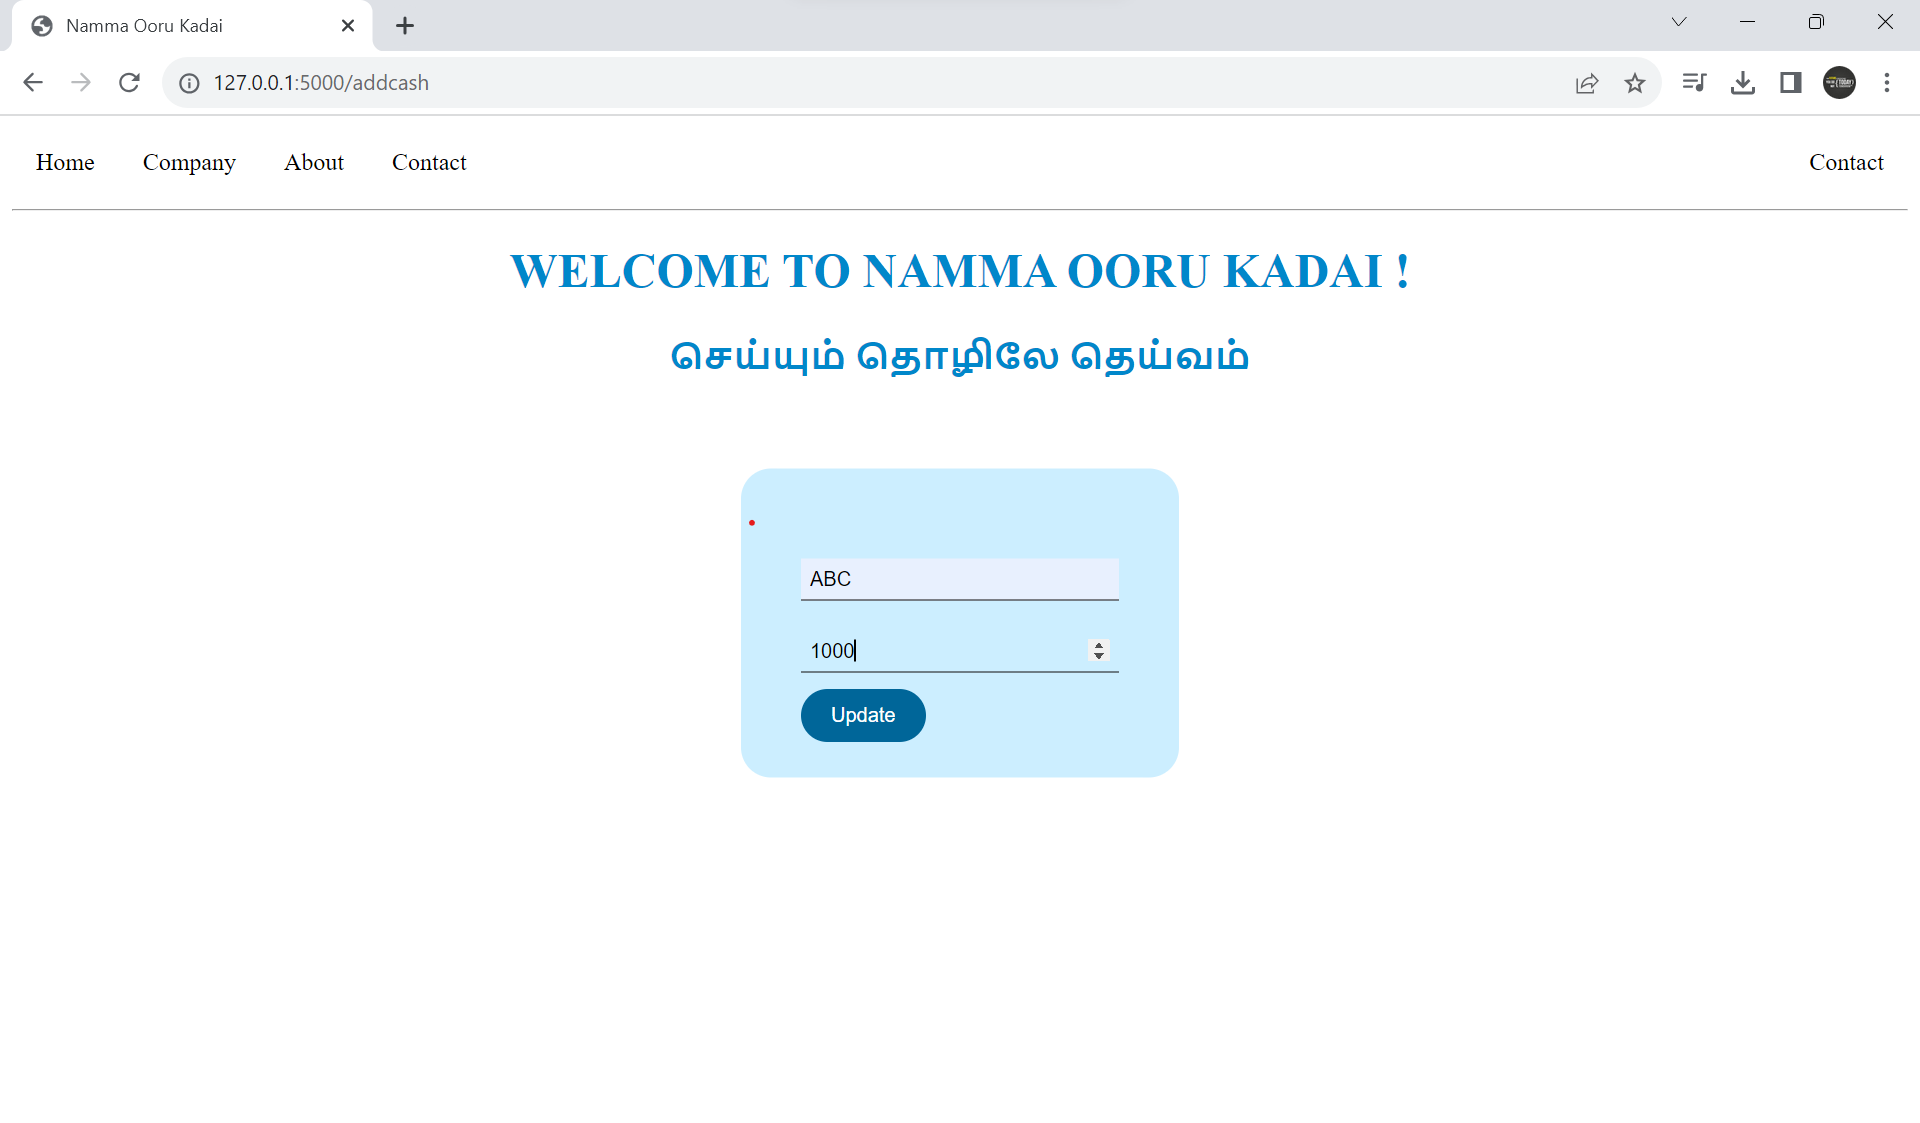 Namma Ooru Kadai
127.0.0.1:5000/addcash
Home Company About Contact Contact
WELCOME TO NAMMA OORU KADAI !
செய்யும் தொழிலே தெய்வம்
ABC
1000
Update